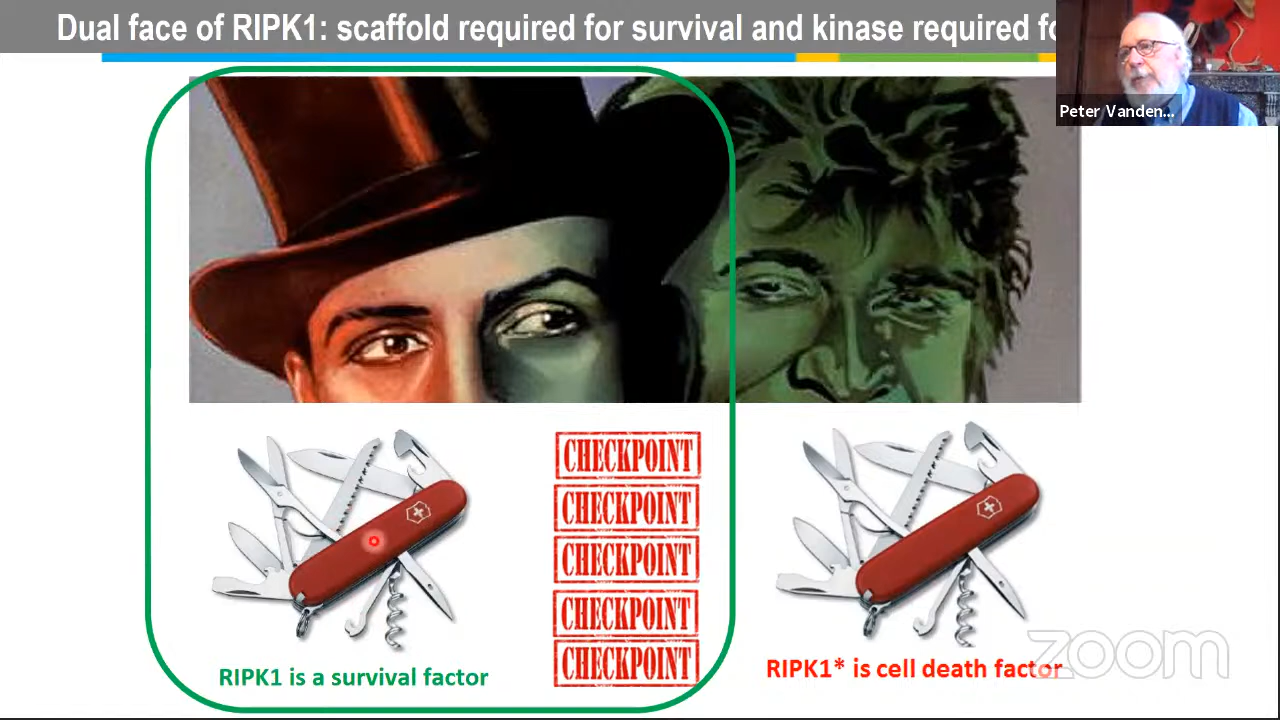 Dual face of RIPK1: scaffold required for survival and kinase required
Peter Vanden...
CHECKPOINT
CHECKPOINT
CHECKPOINT
CHECKPOINT
CHECKPOINT
RIPK1 is a survival factor
RIPK1* is cell death factor
zoom